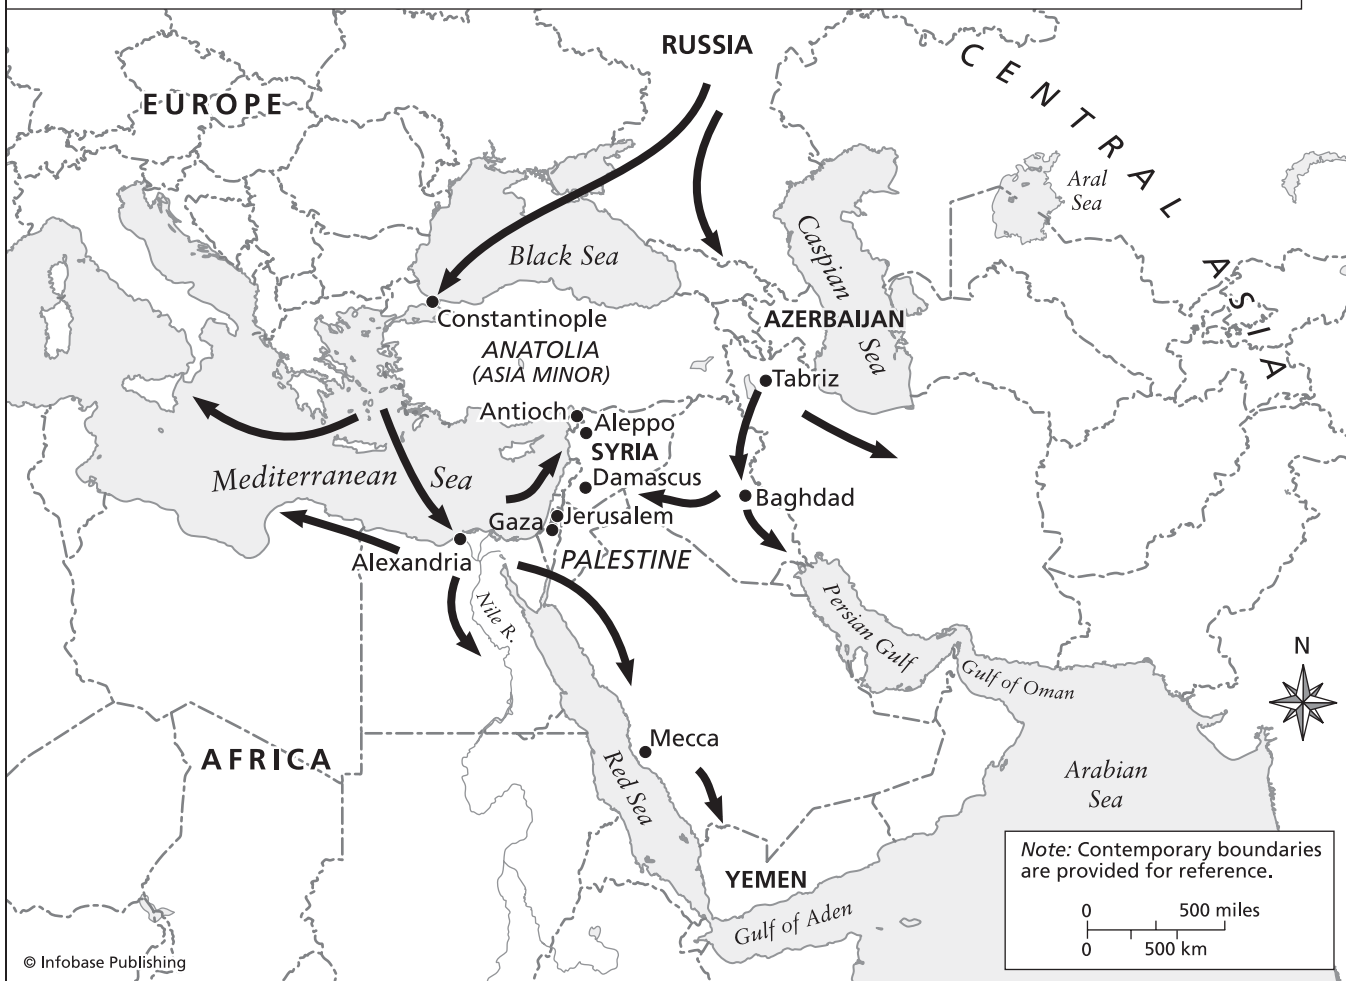 RUSSIA
CENTRAL ASIA
EUROPE
Aral
Sea
Caspian Sea
Black Sea
Constantinople
AZERBAIJAN
ANATOLIA
(ASIA MINOR)
Tabriz
Antioch
Aleppo
SYRIA
Mediterranean Sea
Damascus
Baghdad
Gaza
Jerusalem
Alexandria
PALESTINE
Nile R.
Persian Gulf
N
Gulf of Oman
Mecca
AFRICA
Red Sea
Arabian
Sea
Note: Contemporary boundaries
are provided for reference.
YEMEN
0 500 miles
Gulf of Aden
0 500 km
© Infobase Publishing